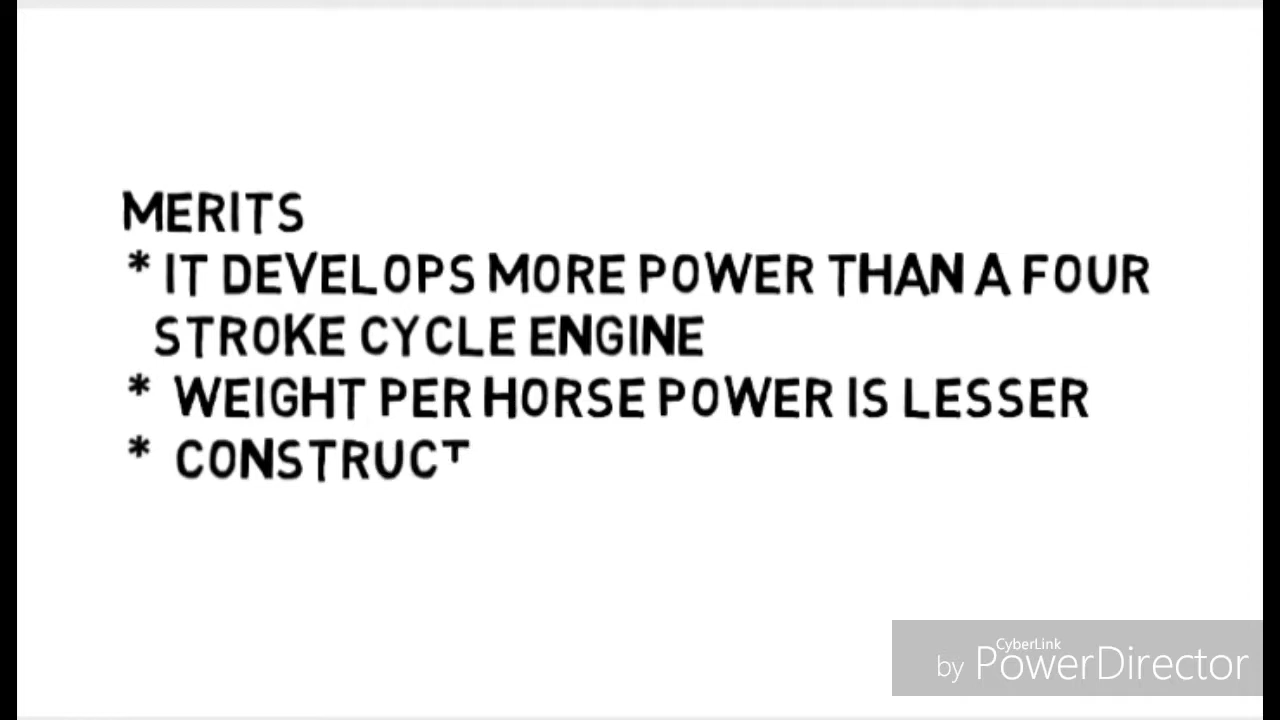 MERITS
* IT DEVELOPS MORE POWER THAN A FOUR
STROKE CYCLE ENGINE
* WEIGHT PER HORSE POWER IS LESSER
* CONSTRUCT
CyberLink
by PowerDirector